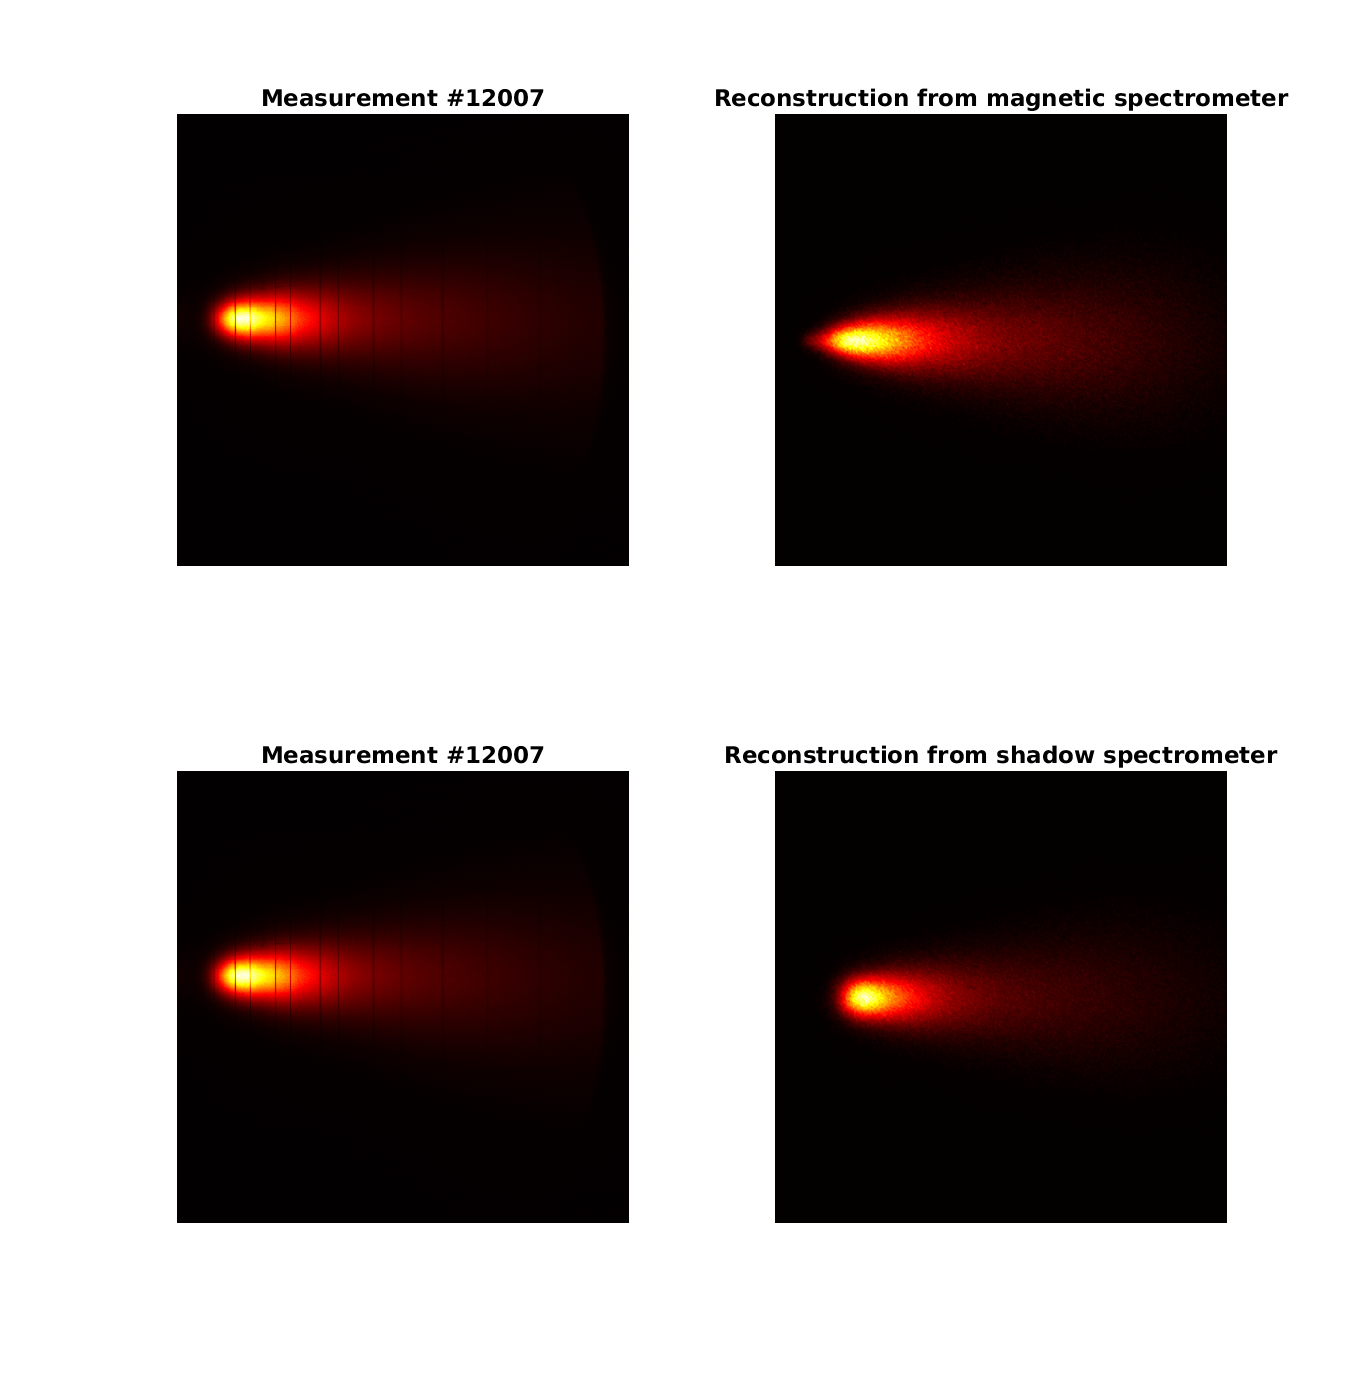 Measurement #12007
Reconstruction from magnetic spectrometer
Measurement #12007
Reconstruction from shadow spectrometer